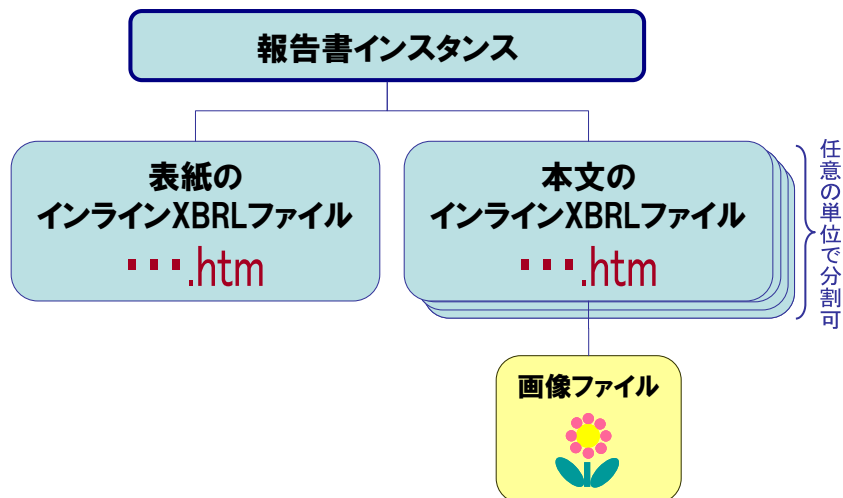 報告書インスタンス
表紙の
インラインXBRLファイル
▪▪▪.htm
本文の
インラインXBRLファイル
▪▪▪.htm
任意の単位で分割可
画像ファイル